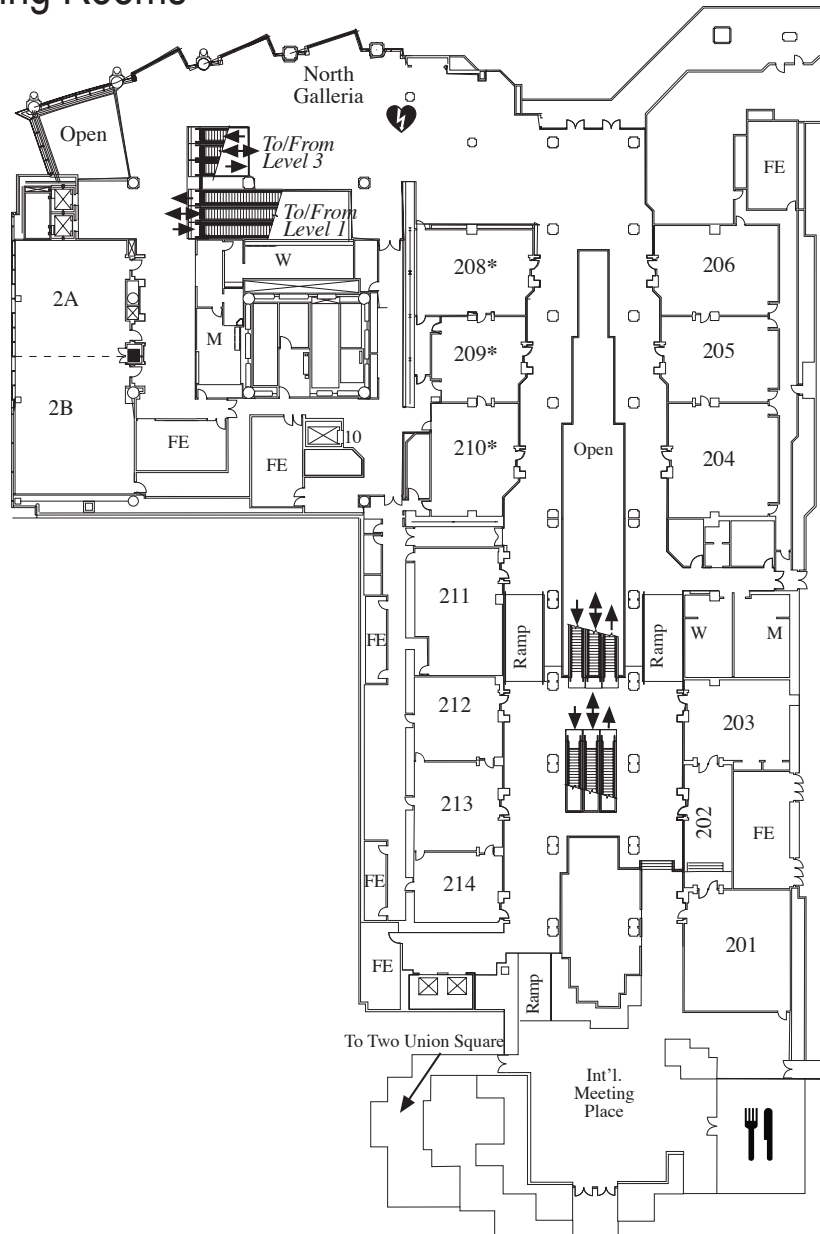 ing Rooms
North
Galleria
Open
To/From
Level 3
FE
To/From
Level 1
W
208*
206
2A
M
209*
205
2B
10
FE
FE
210*
Open
204
211
FE
Ramp
Ramp
W
M
212
203
213
202
FE
214
FE
FE
201
Ramp
To Two Union Square
Int'l.
Meeting
Place